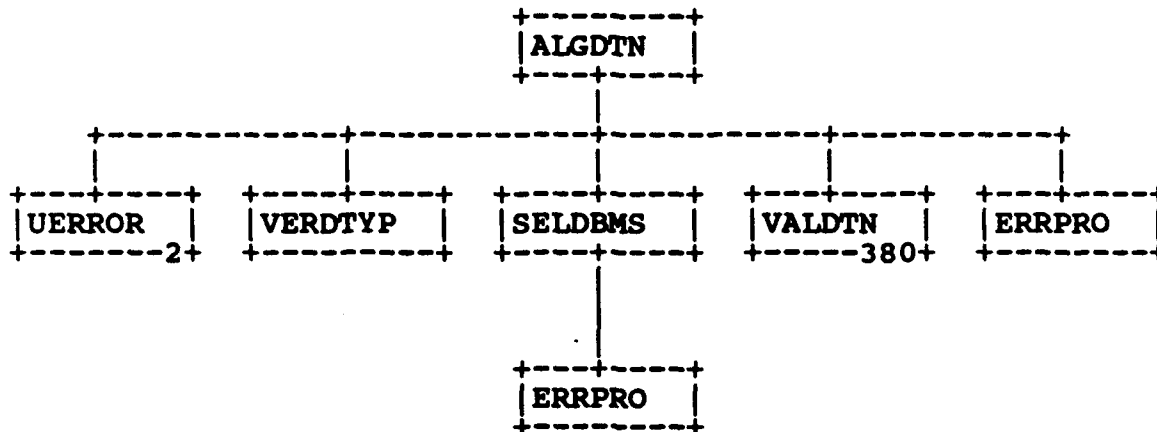 ALGDTN
UERROR VERDTYP SELDBMS VALDTN ERRPRO
2 380
ERRPRO